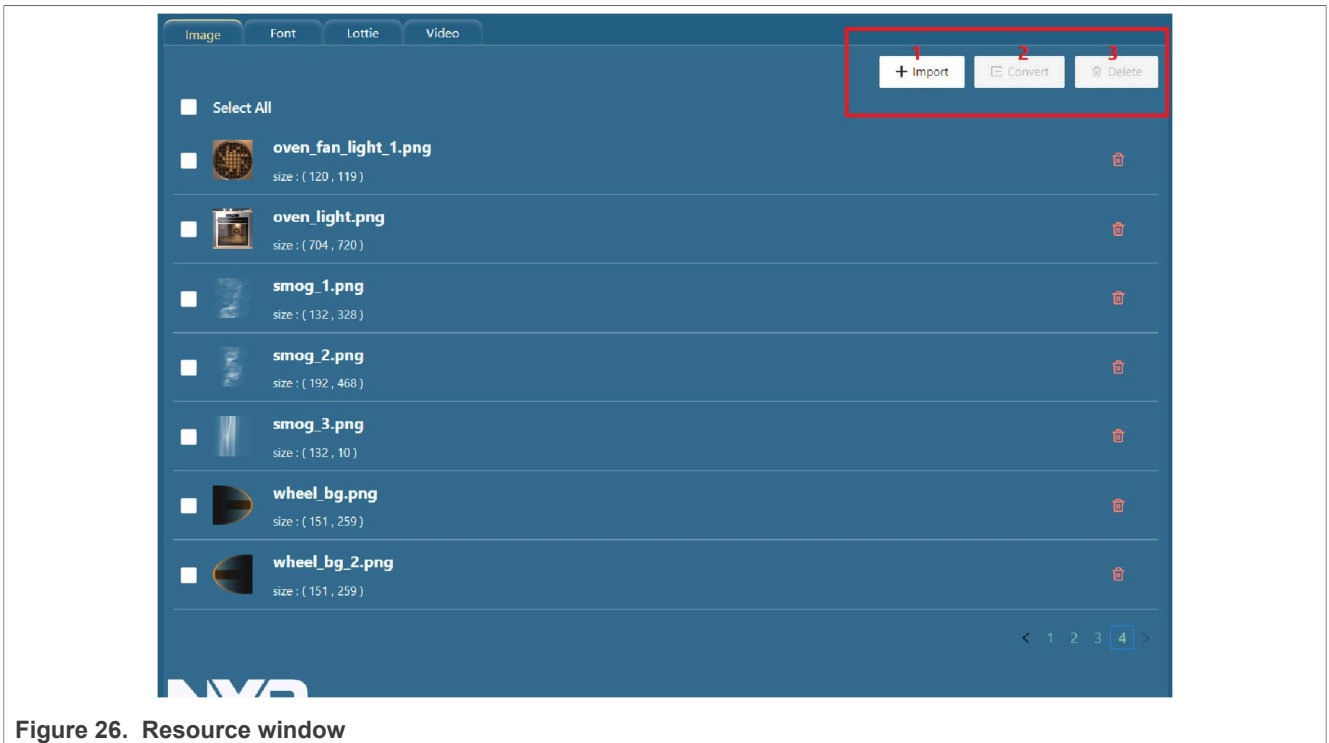 Image Font Lottie Video
1 2 3
Import Convert Delete
Select All
oven_fan_light_1.png
size : ( 120 , 119 )
oven_light.png
size : ( 704 , 720 )
smog_1.png
size : ( 132 , 328 )
smog_2.png
size : ( 192 , 468 )
smog_3.png
size : ( 132 , 10 )
wheel_bg.png
size : ( 151 , 259 )
wheel_bg_2.png
size : ( 151 , 259 )
< 1 2 3 4 >
Figure 26. Resource window